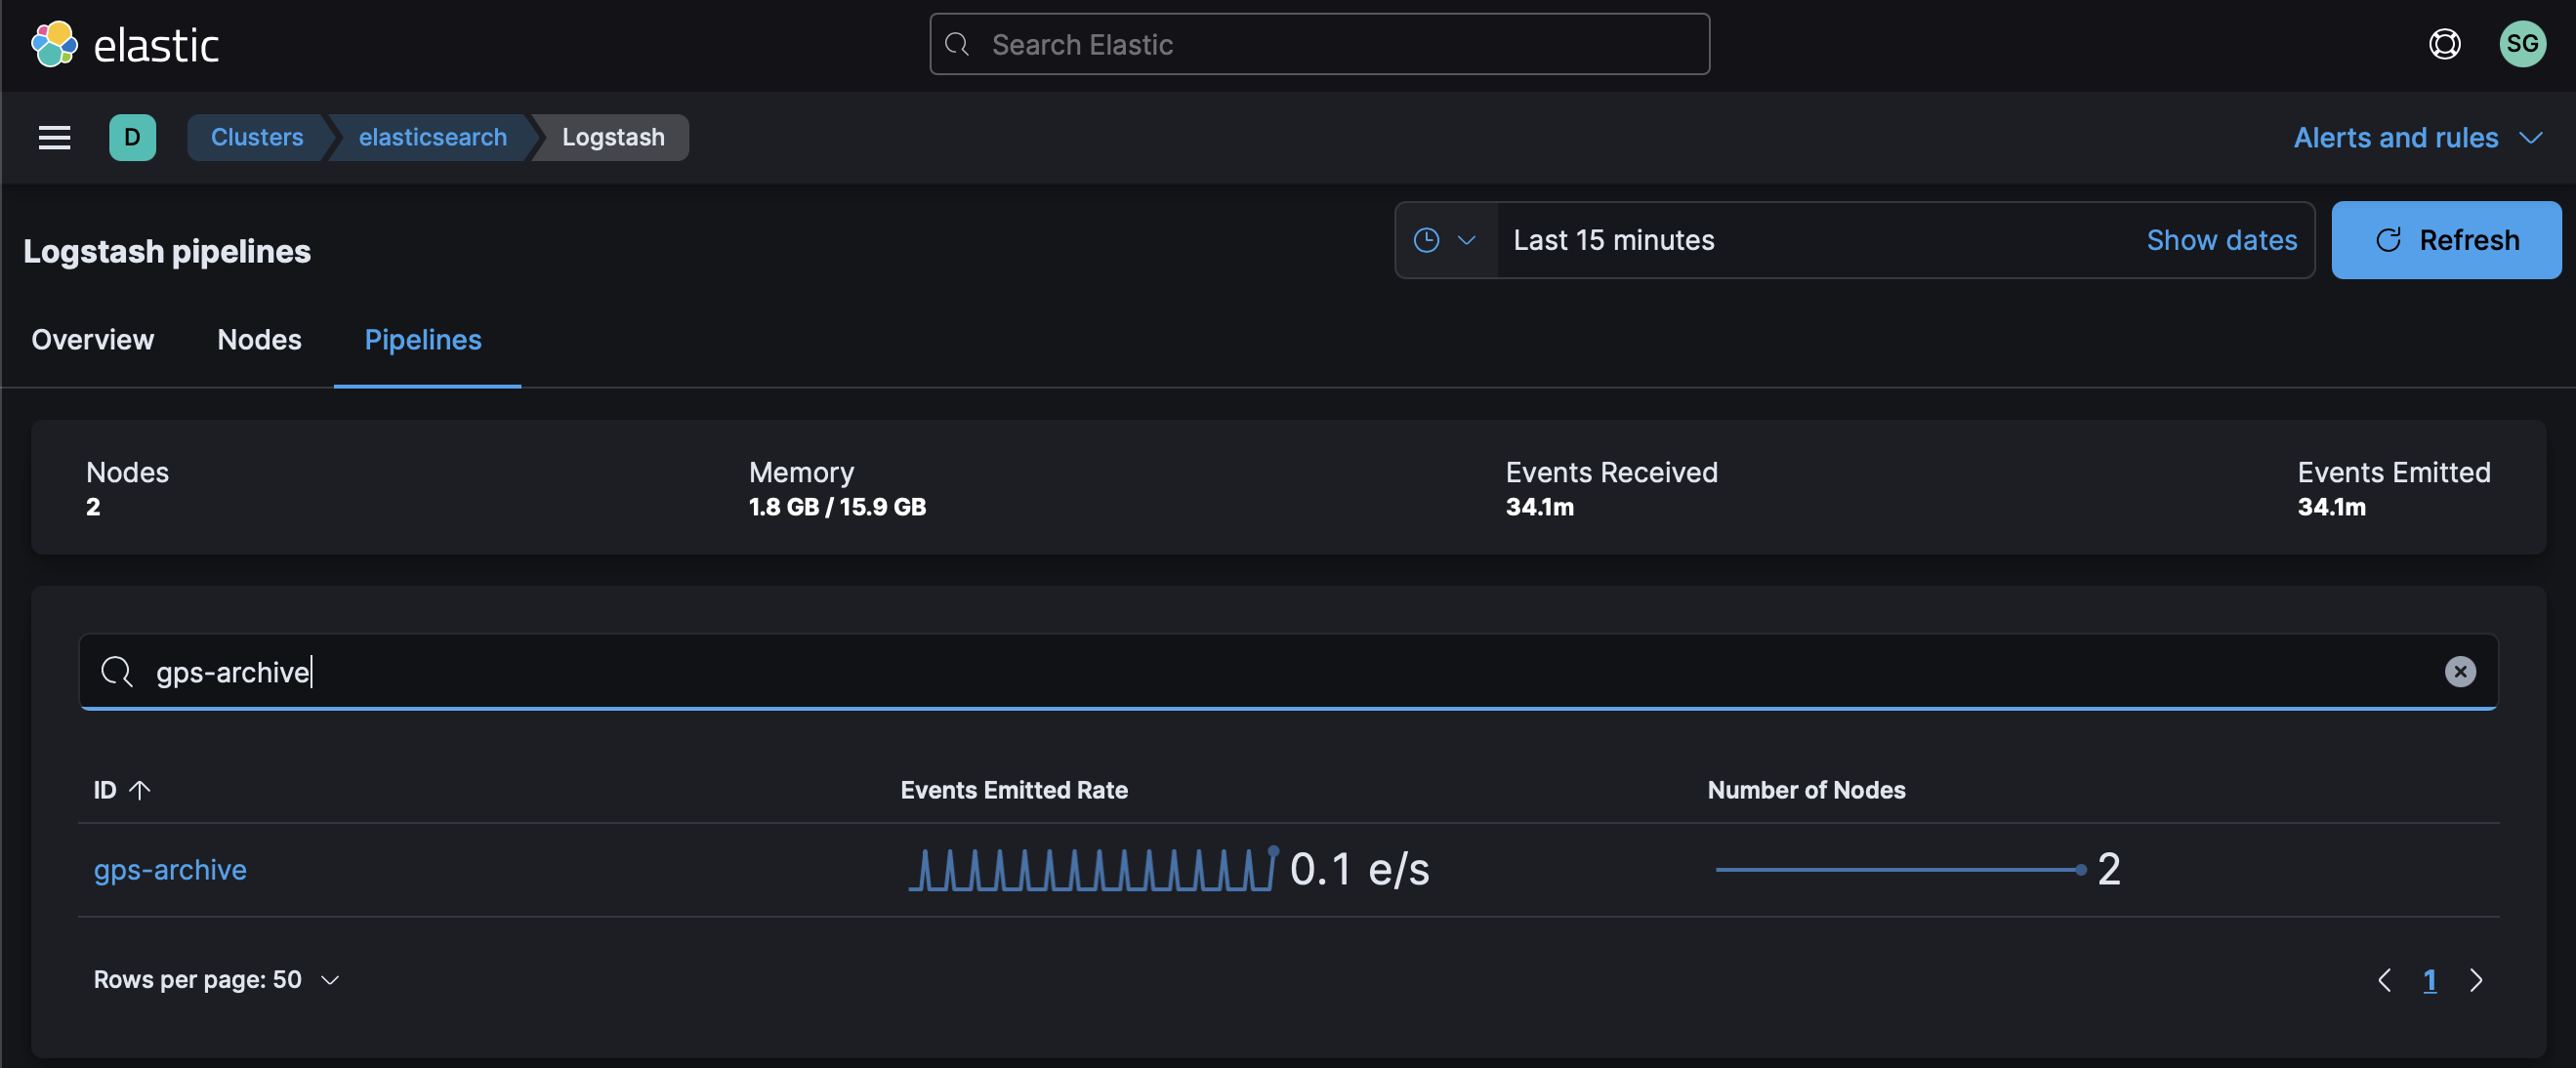 elastic
Search Elastic
SG
D
Clusters
elasticsearch
Logstash
Alerts and rules
Logstash pipelines
Last 15 minutes
Show dates
Refresh
Overview
Nodes
Pipelines
Nodes
2
Memory
1.8 GB / 15.9 GB
Events Received
34.1m
Events Emitted
34.1m
gps-archive
ID
Events Emitted Rate
Number of Nodes
gps-archive
0.1 e/s
2
Rows per page: 50
1